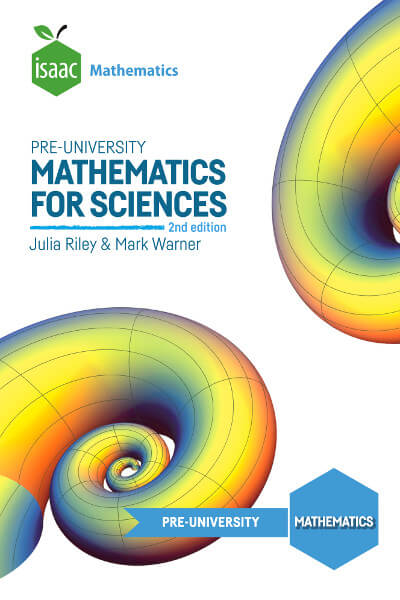 isaac Mathematics
PRE-UNIVERSITY
MATHEMATICS
FOR SCIENCES
2nd edition
Julia Riley & Mark Warner
PRE-UNIVERSITY MATHEMATICS